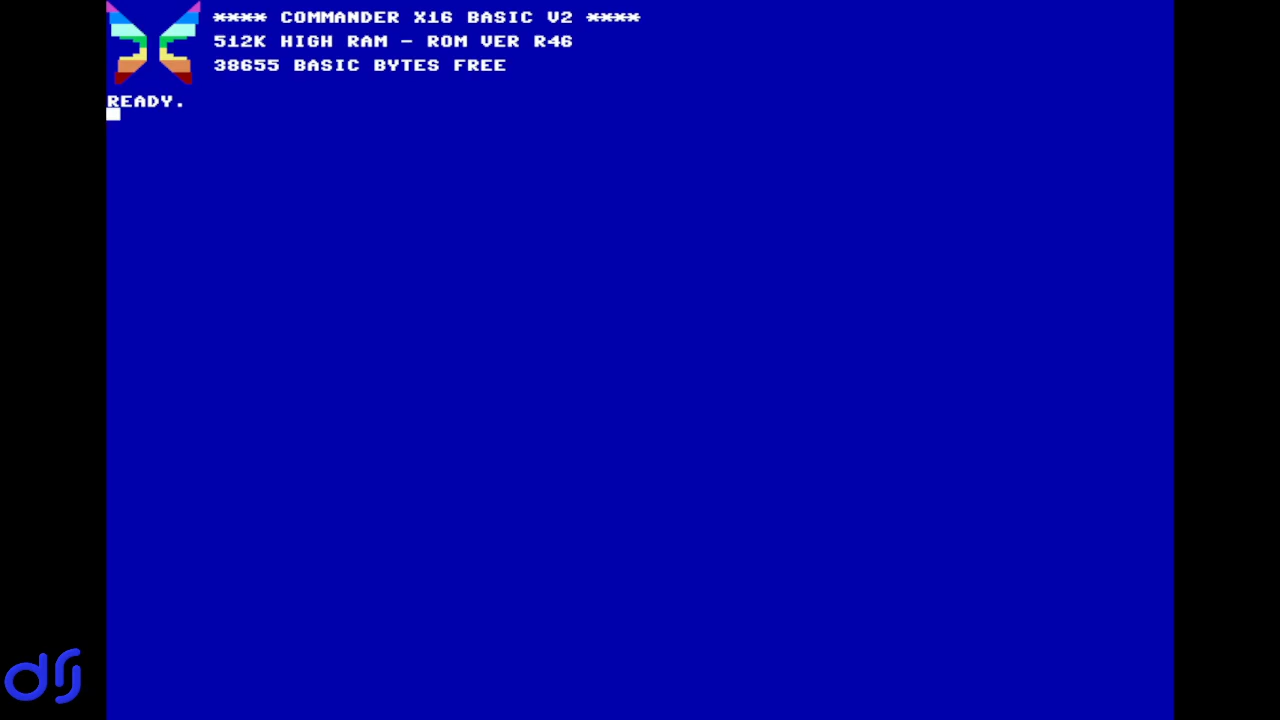 **** COMMANDER X16 BASIC V2 ****
512K HIGH RAM - ROM VER R46
38655 BASIC BYTES FREE
READY.